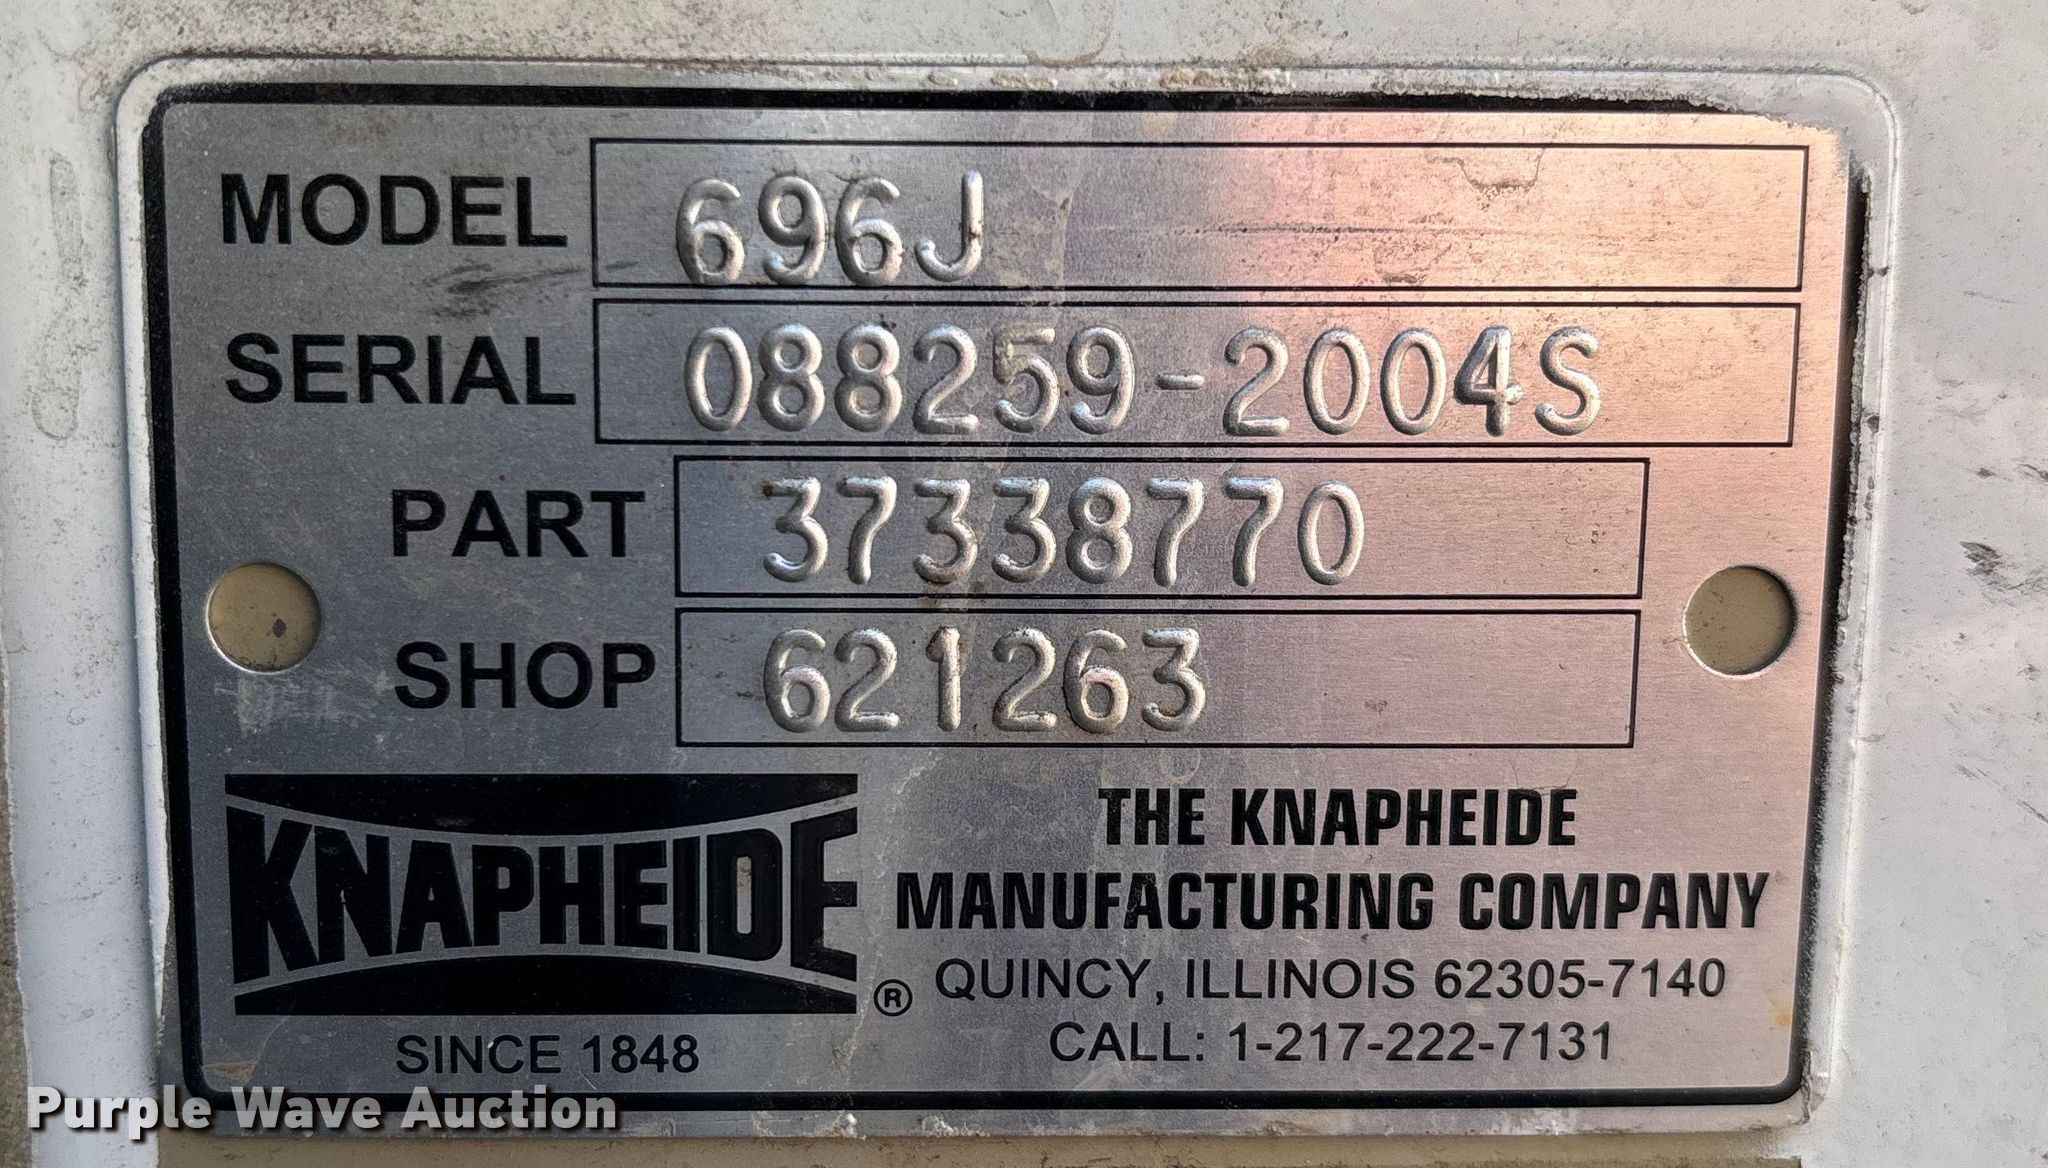 MODEL 696J
SERIAL 088259-2004S
PART 37338770
SHOP 621263
KNAPHEIDE ®
SINCE 1848
THE KNAPHEIDE
MANUFACTURING COMPANY
QUINCY, ILLINOIS 62305-7140
CALL: 1-217-222-7131
Purple Wave Auction